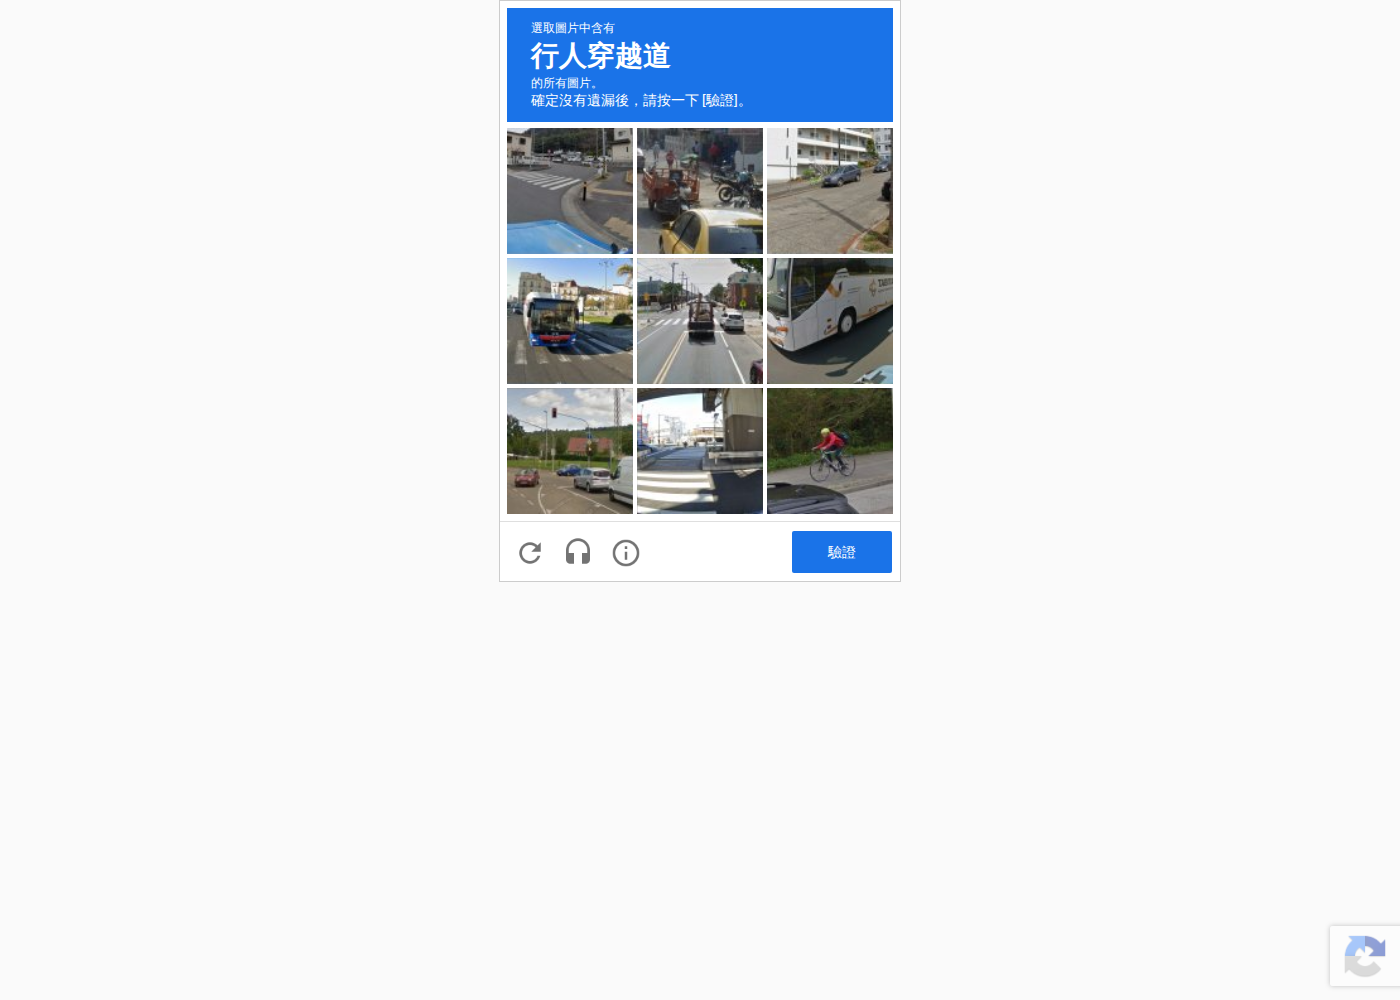 選取圖片中含有
行人穿越道
的所有圖片。
確定沒有遺漏後，請按一下 [驗證]。
驗證